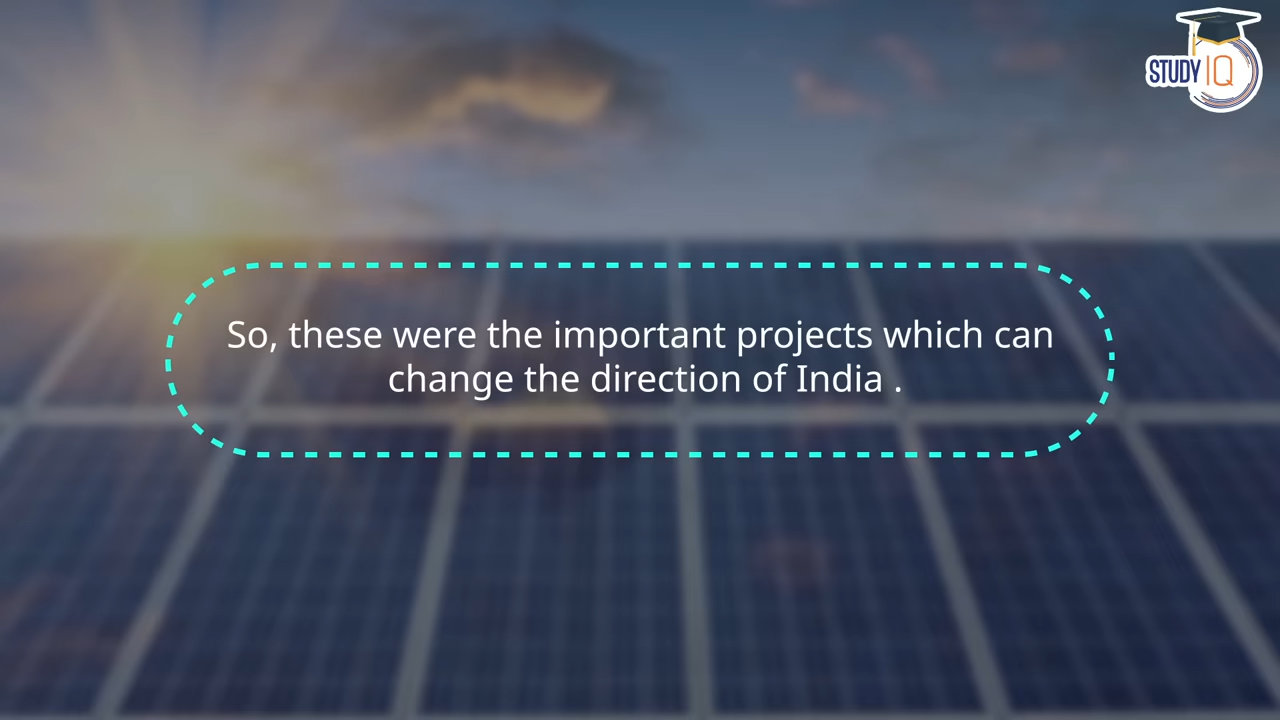 STUDY IQ
So, these were the important projects which can
change the direction of India .